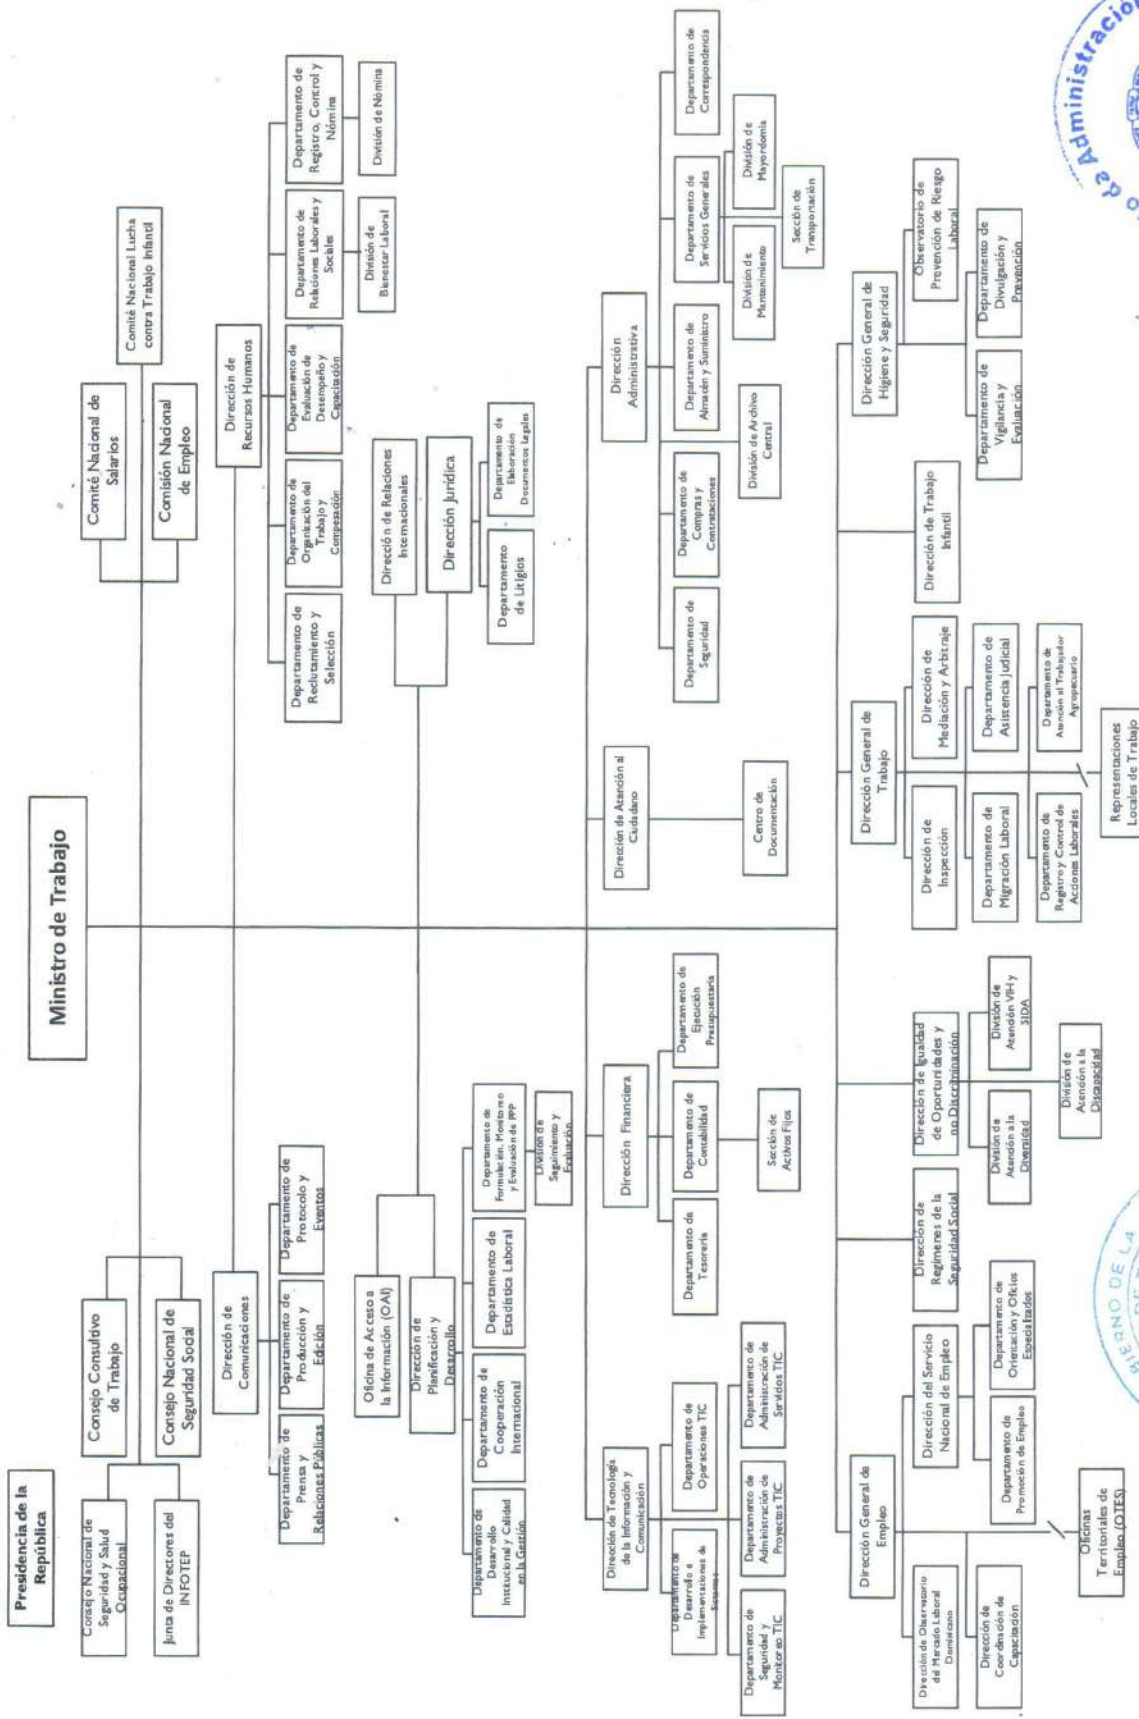 Presidencia de la
República
Ministro de Trabajo
Consejo Nacional de
Seguridad y Salud
Ocupacional
Consejo Consultivo
de Trabajo
Comité Nacional de
Salarios
Comité Nacional Lucha
contra Trabajo Infantil
Junta de Directores del
INFOTEP
Consejo Nacional de
Seguridad Social
Comisión Nacional
de Empleo
Dirección de
Comunicaciones
Departamento de
Prensa y
Relaciones Públicas
Departamento de
Producción y
Edición
Departamento de
Protocolo y
Eventos
Dirección de
Recursos Humanos
Departamento de
Reclutamiento y
Selección
Departamento de
Organización del
Trabajo y
Compensación
Departamento de
Evaluación de
Desempeño y
Capacitación
Departamento de
Relaciones Laborales y
Sociales
Departamento de
Registro, Control y
Nómina
División de
Bienestar Laboral
División de Nómina
Oficina de Acceso a
la Información (OAI)
Dirección de
Planificación y
Desarrollo
Departamento de
Desarrollo
Institucional y Calidad
en la Gestión
Departamento de
Cooperación
Internacional
Departamento de
Estadística Laboral
Departamento de
Formulación, Monitoreo
y Evaluación de PPP
División de
Seguimiento y
Evaluación
Dirección de Relaciones
Internacionales
Dirección Jurídica
Departamento
de Litigios
Departamento de
Elaboración
Documentos Legales
Dirección de Tecnología
de la Información y
Comunicación
Departamento de
Desarrollo e
Implementaciones de
Departamento de
Operaciones TIC
Departamento de
Seguridad y
Monitoreo TIC
Departamento de
Administración de
Proyectos TIC
Departamento de
Administración de
Servidos TIC
Dirección Financiera
Departamento de
Tesorería
Departamento de
Contabilidad
Departamento de
Ejecución
Presupuestaria
Sección de
Activos Fijos
Dirección de Atención al
Ciudadano
Centro de
Documentación
Dirección
Administrativa
Departamento de
Seguridad
Departamento de
Compras y
Contrataciones
Departamento de
Almacén y Suministro
Departamento de
Servicios Generales
Departamento de
Correspondencia
División de Archivo
Central
División de
Mantenimiento
División de
Mayordomía
Sección de
Transportación
Dirección General de
Empleo
Dirección de Observatorio
del Mercado Laboral
Dominicano
Dirección del Servicio
Nacional de Empleo
Dirección de
Coordinación de
Capacitación
Departamento de
Promoción de Empleo
Departamento de
Orientación y Oficios
Especializados
Oficinas
Territoriales de
Empleo (OTES)
Dirección de
Regímenes de la
Seguridad Social
Dirección de Igualdad
de Oportunidades y
no Discriminación
División de
Atención a la
Diversidad
División de
Atención VIH y
SIDA
División de
Atención a la
Discapacidad
Dirección General de
Trabajo
Dirección de
Inspección
Dirección de
Mediación y Arbitraje
Departamento de
Migración Laboral
Departamento de
Asistencia Judicial
Departamento de
Registro y Control de
Acciones Laborales
Departamento de
Atención al Trabajador
Agropecuario
Representaciones
Locales de Trabajo
Dirección de Trabajo
Infantil
Dirección General de
Higiene y Seguridad
Observatorio de
Prevención de Riesgo
Laboral
Departamento de
Vigilancia y
Evaluación
Departamento de
Divulgación y
Prevención
DE LA